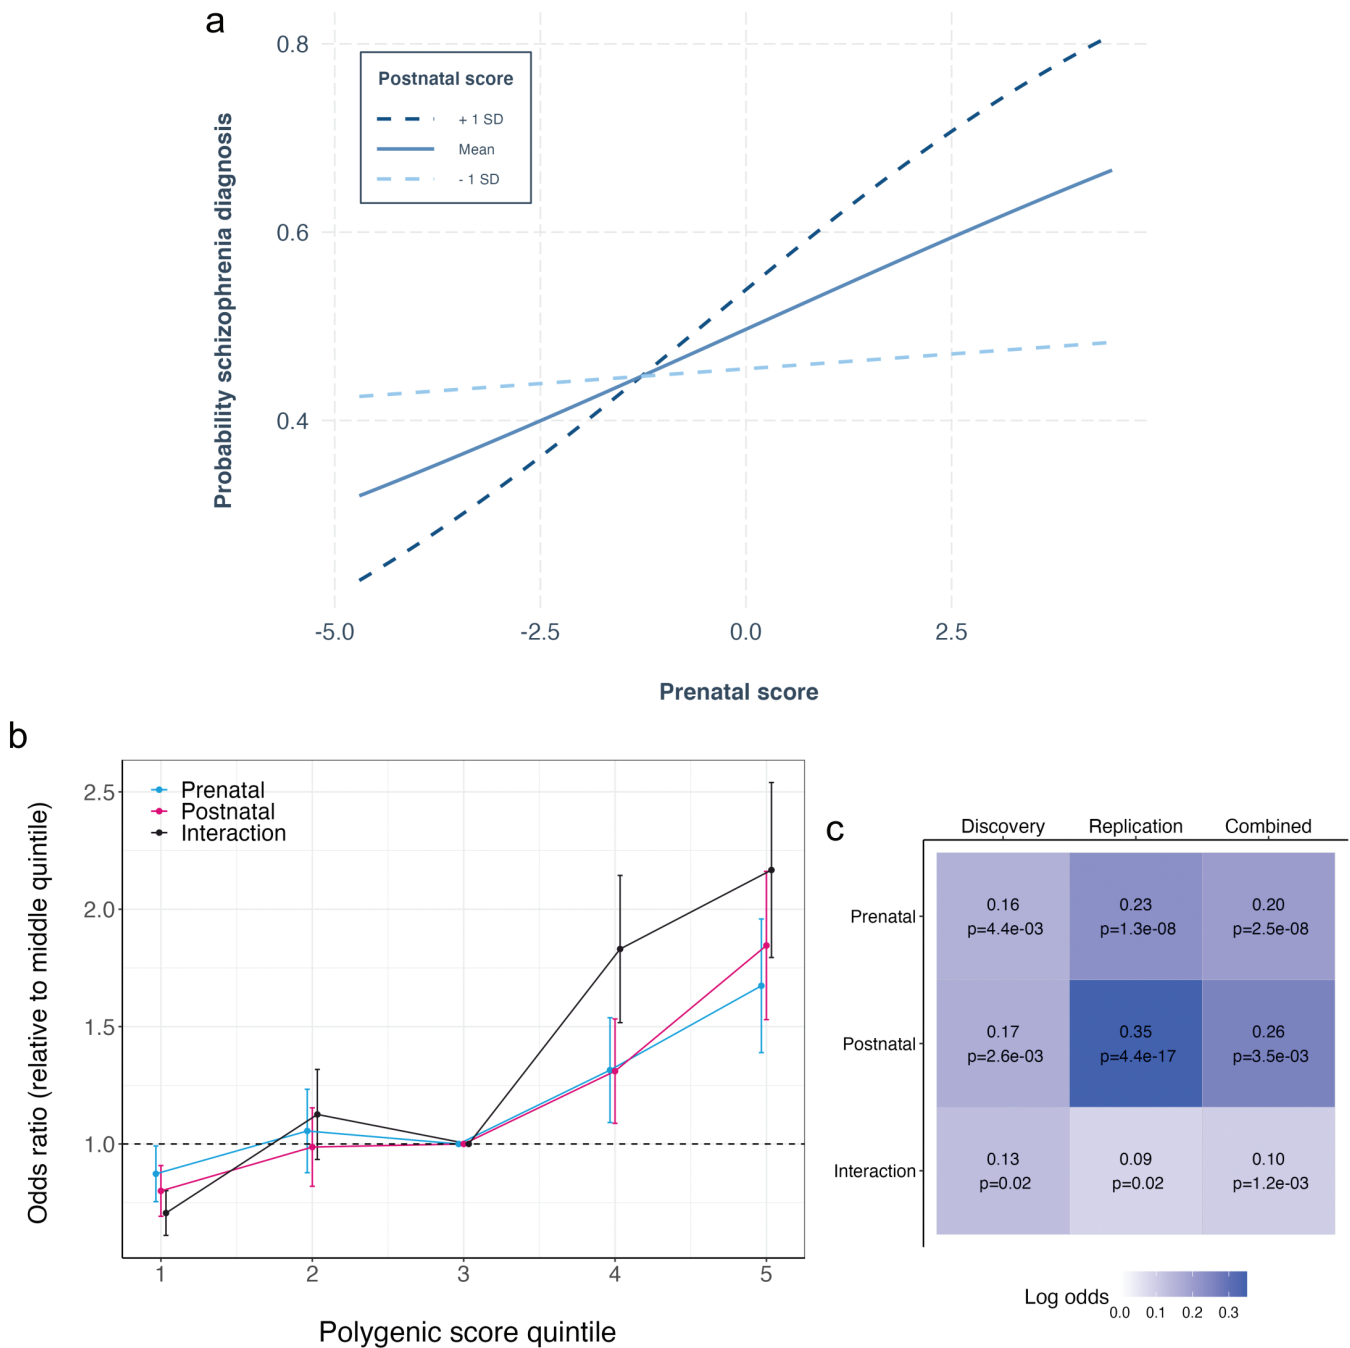 a
0.8
0.6
0.4
Probability schizophrenia diagnosis
Postnatal score
+ 1 SD
Mean
- 1 SD
-5.0 -2.5 0.0 2.5
Prenatal score
b
2.5
2.0
1.5
1.0
Odds ratio (relative to middle quintile)
Prenatal
Postnatal
Interaction
1 2 3 4 5
Polygenic score quintile
c
Discovery Replication Combined
Prenatal
0.16 0.23 0.20
p=4.4e-03 p=1.3e-08 p=2.5e-08
Postnatal
0.17 0.35 0.26
p=2.6e-03 p=4.4e-17 p=3.5e-03
Interaction
0.13 0.09 0.10
p=0.02 p=0.02 p=1.2e-03
Log odds
0.0 0.1 0.2 0.3